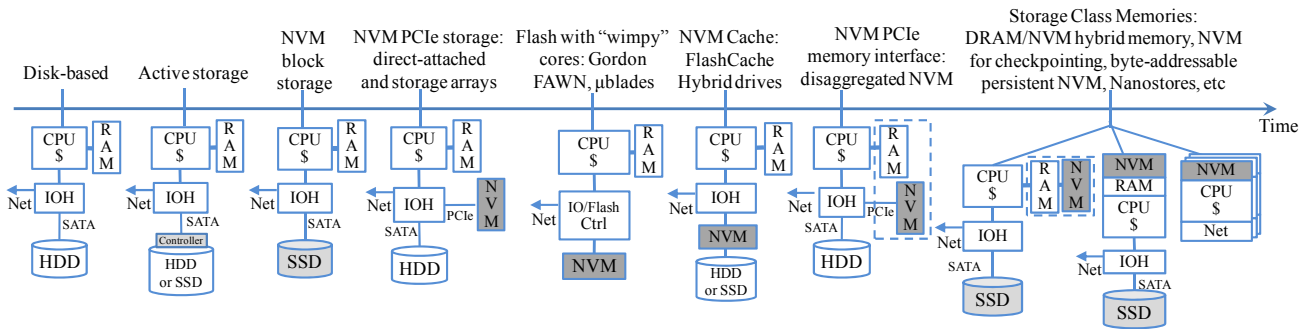 Disk-based
Active storage
NVM
block
storage
NVM PCIe storage:
direct-attached
and storage arrays
Flash with “wimpy”
cores: Gordon
FAWN, µblades
NVM Cache:
FlashCache
Hybrid drives
NVM PCIe
memory interface:
disaggregated NVM
Storage Class Memories:
DRAM/NVM hybrid memory, NVM
for checkpointing, byte-addressable
persistent NVM, Nanostores, etc
Time
CPU
$
RAM
IOH
Net
SATA
HDD
CPU
$
RAM
IOH
Net
SATA
Controller
HDD
or SSD
CPU
$
RAM
IOH
Net
SATA
SSD
CPU
$
RAM
IOH
Net
PCIe
NVM
SATA
HDD
CPU
$
RAM
IO/Flash
Ctrl
Net
NVM
CPU
$
RAM
IOH
Net
NVM
HDD
or SSD
CPU
$
RAM
IOH
Net
PCIe
NVM
SATA
HDD
CPU
$
RAM
NVM
IOH
Net
SATA
SSD
NVM
RAM
CPU
$
IOH
Net
SATA
SSD
NVM
CPU
$
Net